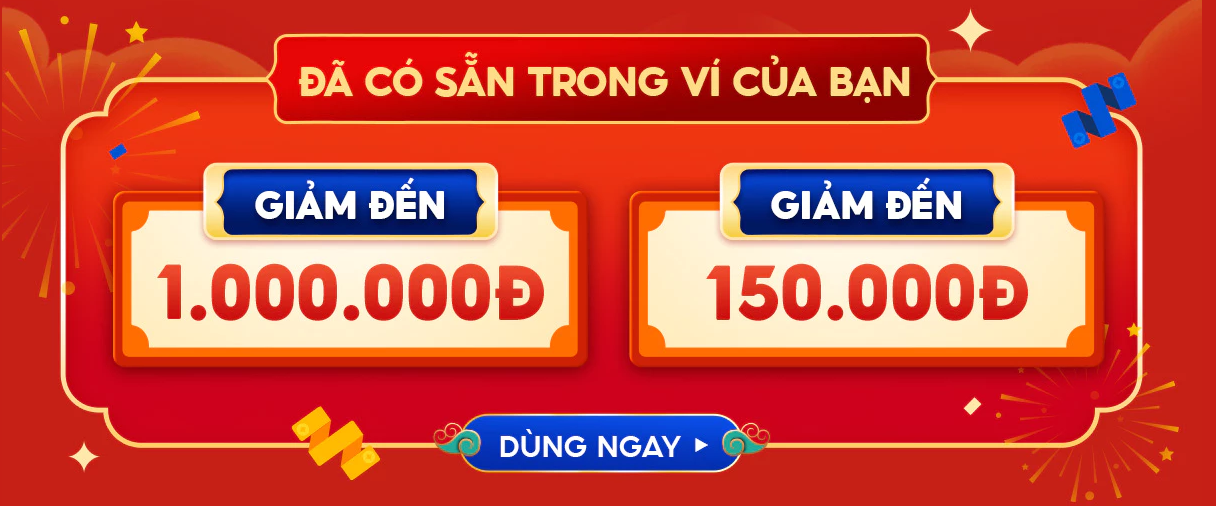 ĐÃ CÓ SẴN TRONG VÍ CỦA BẠN
GIẢM ĐẾN
1.000.000Đ
GIẢM ĐẾN
150.000Đ
DÙNG NGAY